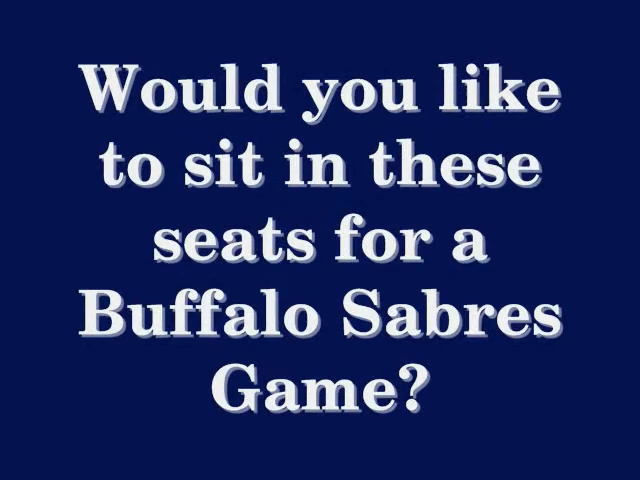 Would you like
to sit in these
seats for a
Buffalo Sabres
Game?